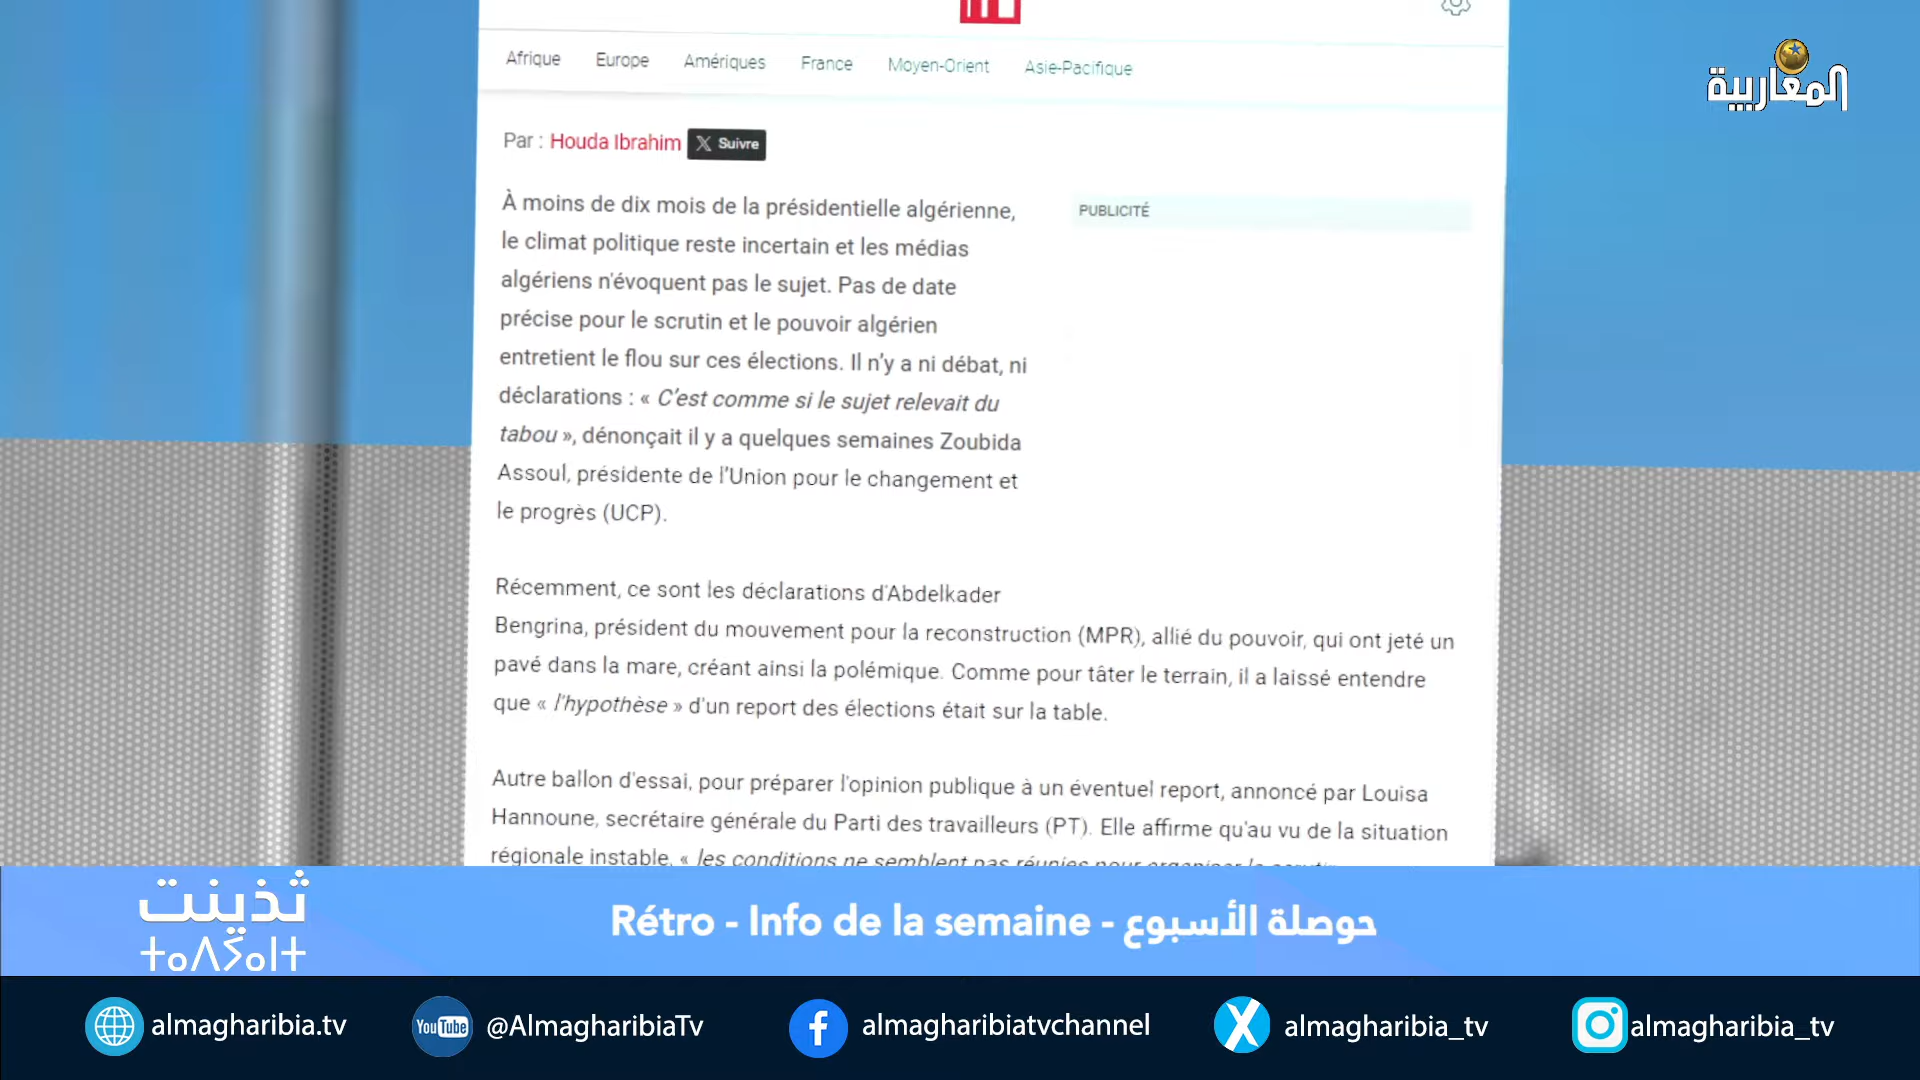 Afrique Europe Amériques France Moyen-Orient Asie-Pacifique
المغاربية
Par : Houda Ibrahim X Suivre
À moins de dix mois de la présidentielle algérienne,
le climat politique reste incertain et les médias
algériens n'évoquent pas le sujet. Pas de date
précise pour le scrutin et le pouvoir algérien
entretient le flou sur ces élections. Il n'y a ni débat, ni
déclarations : « C'est comme si le sujet relevait du
tabou », dénonçait il y a quelques semaines Zoubida
Assoul, présidente de l'Union pour le changement et
le progrès (UCP).
PUBLICITÉ
Récemment, ce sont les déclarations d'Abdelkader
Bengrina, président du mouvement pour la reconstruction (MPR), allié du pouvoir, qui ont jeté un
pavé dans la mare, créant ainsi la polémique. Comme pour tâter le terrain, il a laissé entendre
que « l'hypothèse » d'un report des élections était sur la table.
Autre ballon d'essai, pour préparer l'opinion publique à un éventuel report, annoncé par Louisa
Hannoune, secrétaire générale du Parti des travailleurs (PT). Elle affirme qu'au vu de la situation
régionale instable, « les conditions ne semblent pas réunies pour organiser le scrutin
ثذينت
ⵜⴰⴷⵢⴰⵏⵜ
Rétro - Info de la semaine - حوصلة الأسبوع
almagharibia.tv
YouTube @AlmagharibiaTv
almagharibiatvchannel
almagharibia_tv
almagharibia_tv